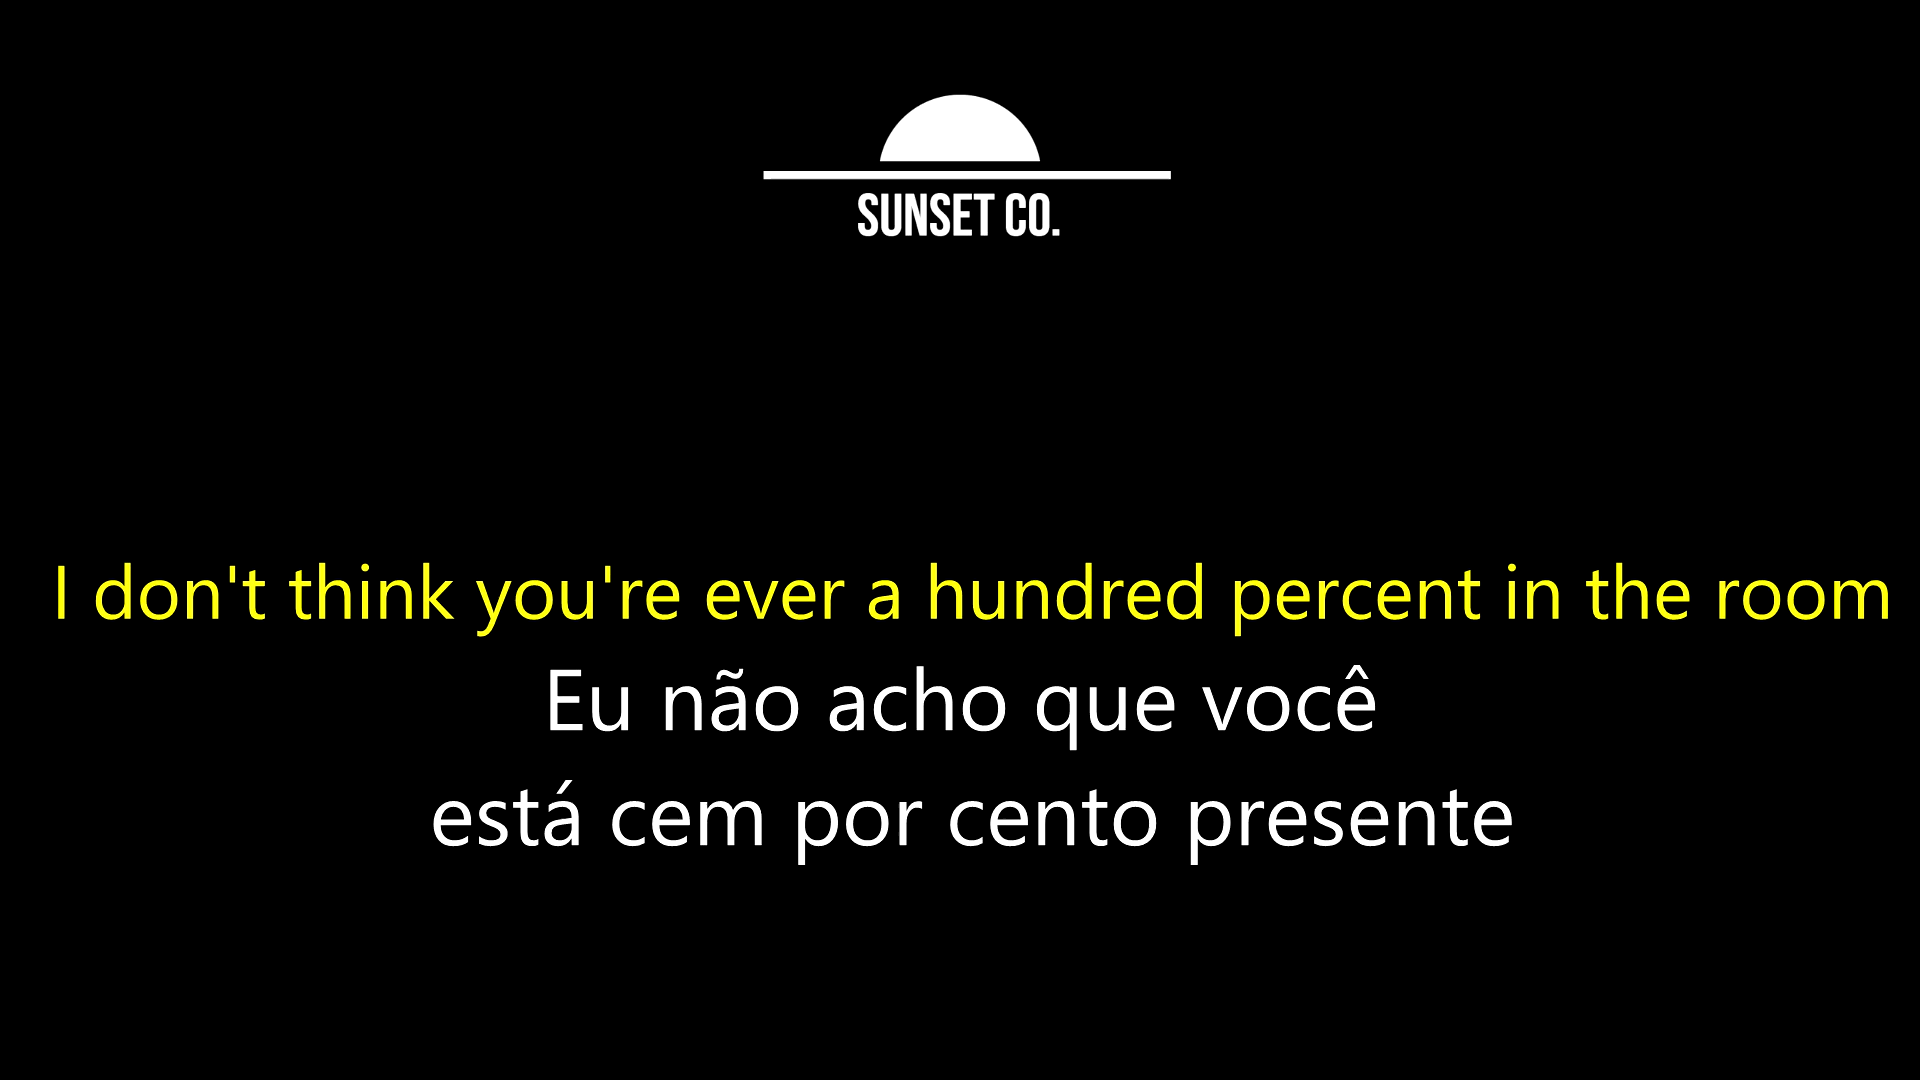 SUNSET CO.
I don't think you're ever a hundred percent in the room
Eu não acho que você
está cem por cento presente